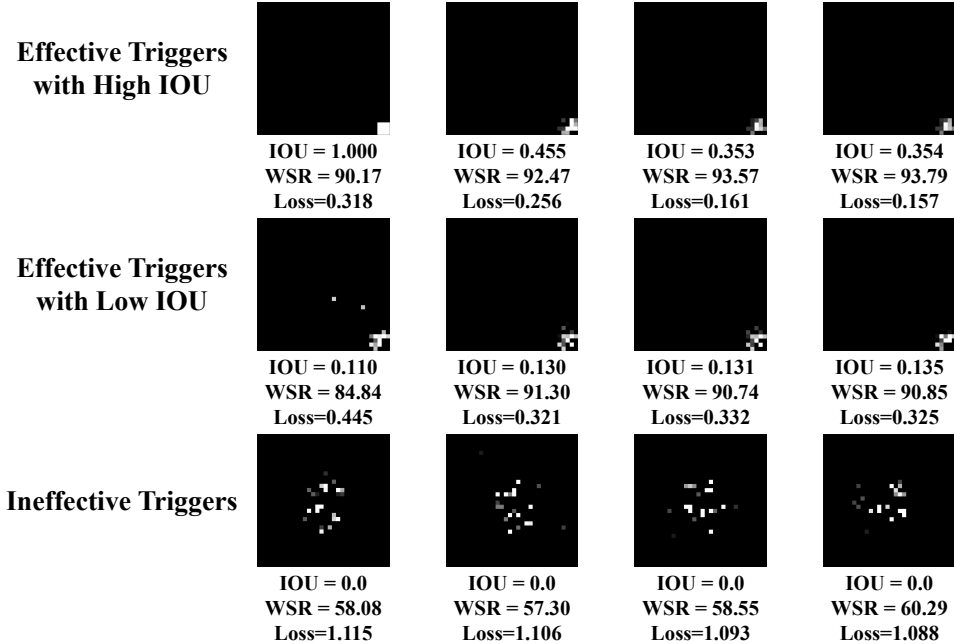 Effective Triggers
with High IOU
IOU = 1.000
WSR = 90.17
Loss=0.318
IOU = 0.455
WSR = 92.47
Loss=0.256
IOU = 0.353
WSR = 93.57
Loss=0.161
IOU = 0.354
WSR = 93.79
Loss=0.157
Effective Triggers
with Low IOU
IOU = 0.110
WSR = 84.84
Loss=0.445
IOU = 0.130
WSR = 91.30
Loss=0.321
IOU = 0.131
WSR = 90.74
Loss=0.332
IOU = 0.135
WSR = 90.85
Loss=0.325
Ineffective Triggers
IOU = 0.0
WSR = 58.08
Loss=1.115
IOU = 0.0
WSR = 57.30
Loss=1.106
IOU = 0.0
WSR = 58.55
Loss=1.093
IOU = 0.0
WSR = 60.29
Loss=1.088